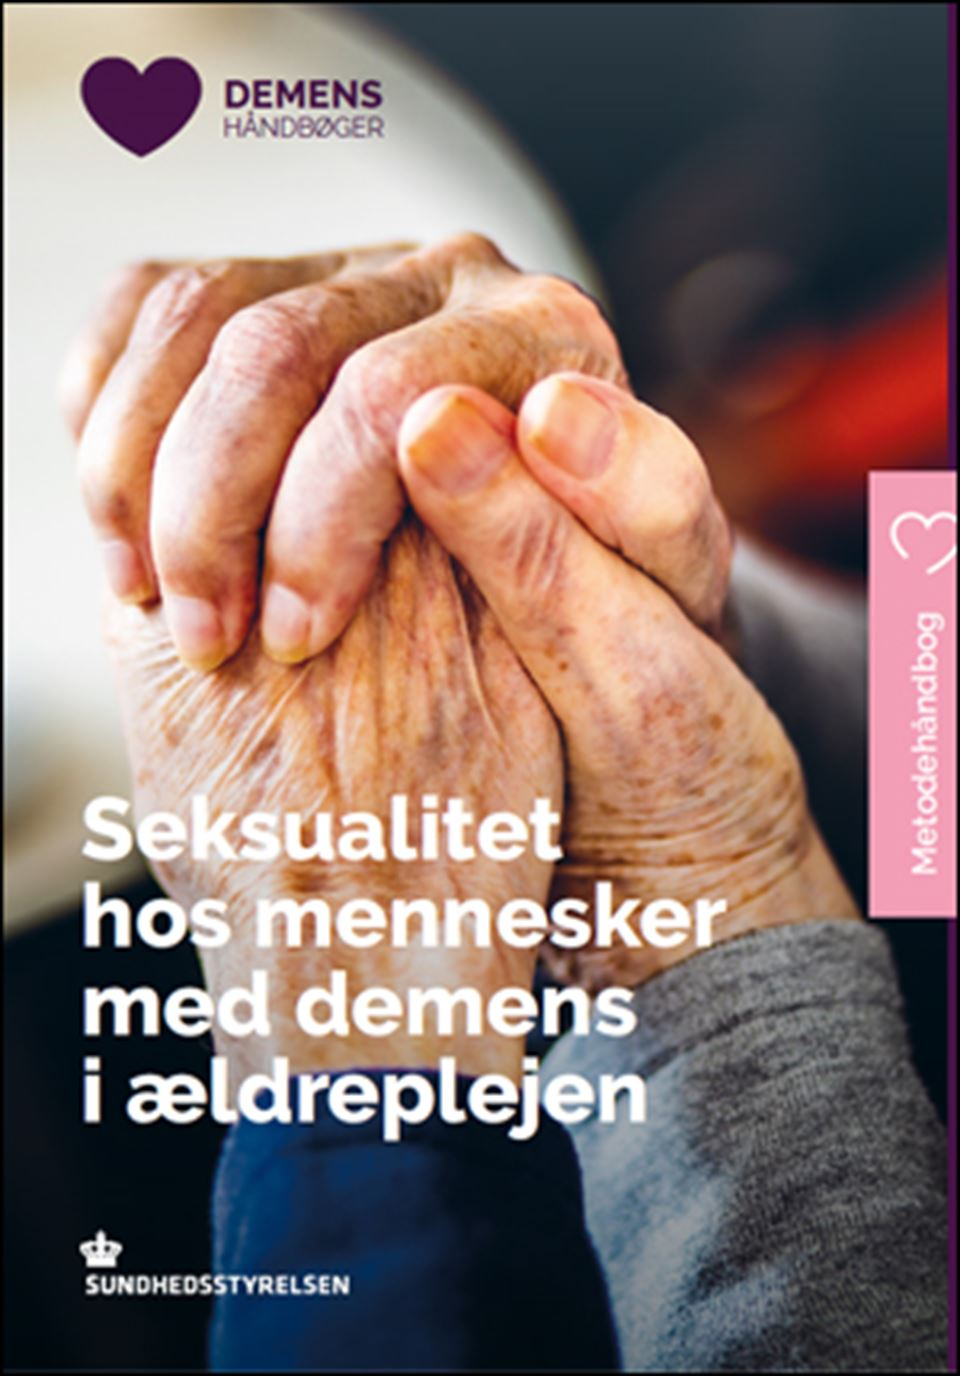 DEMENS
HÅNDBØGER
Metodehåndbog
Seksualitet
hos mennesker
med demens
i ældreplejen
SUNDHEDSSTYRELSEN